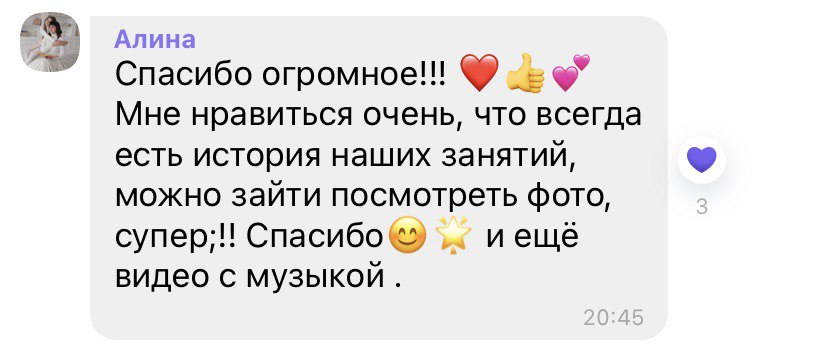 Алина
Спасибо огромное!!! ❤️👍💕
Мне нравиться очень, что всегда
есть история наших занятий,
можно зайти посмотреть фото,
супер;!! Спасибо😊🌟 и ещё
видео с музыкой .
3
20:45